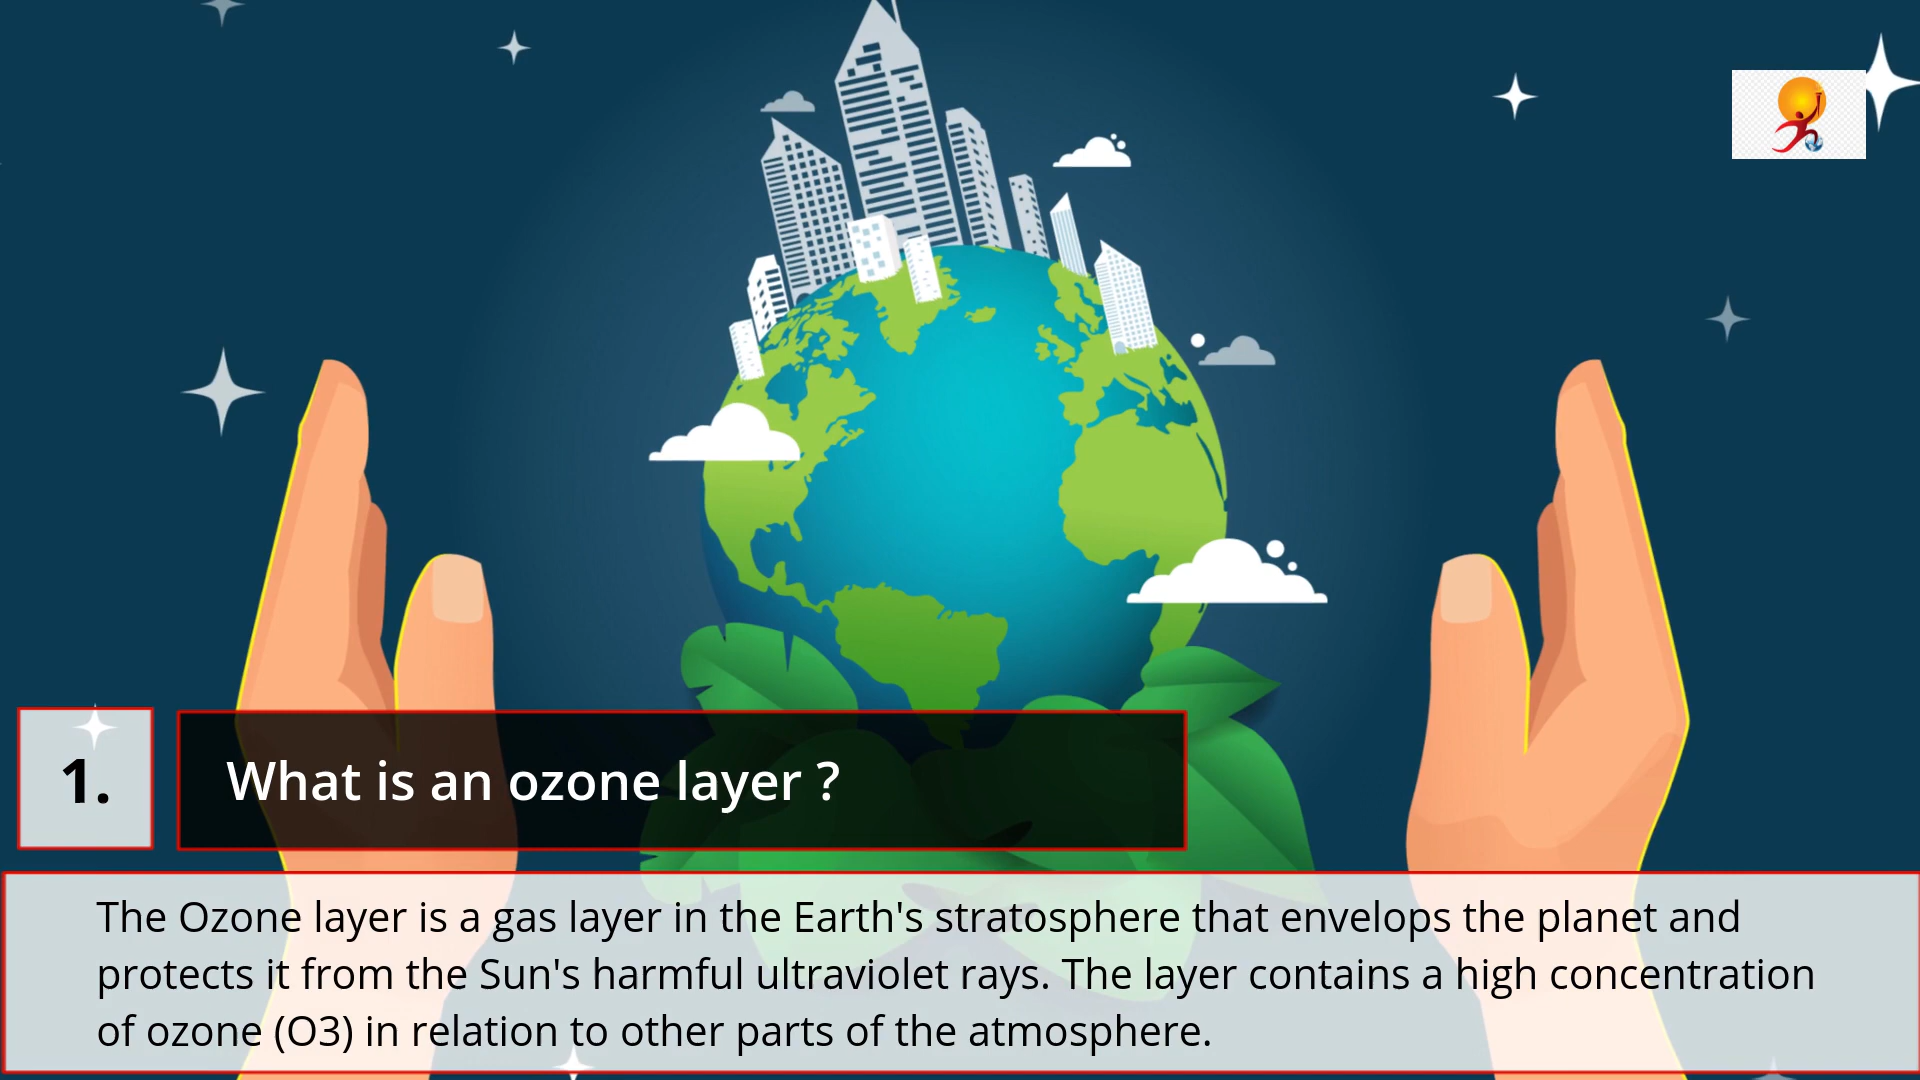 1.
What is an ozone layer ?
The Ozone layer is a gas layer in the Earth's stratosphere that envelops the planet and
protects it from the Sun's harmful ultraviolet rays. The layer contains a high concentration
of ozone (O3) in relation to other parts of the atmosphere.